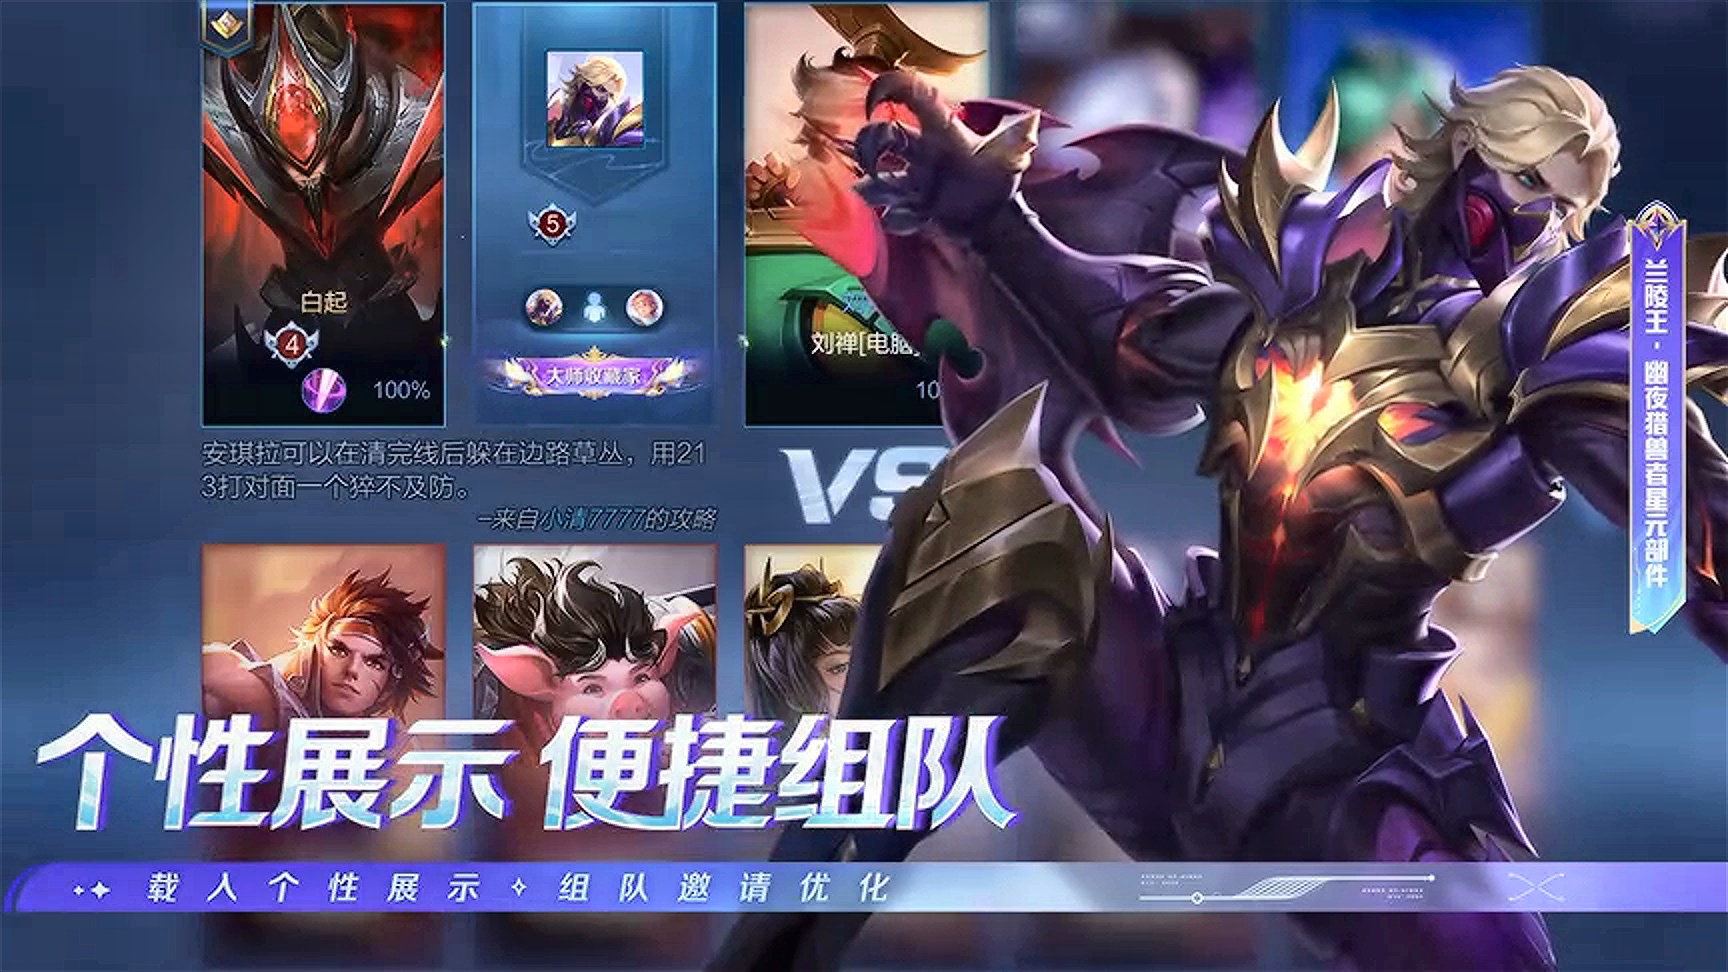 5
白起
4
100%
大师收藏家
刘禅[电脑]
10
安琪拉可以在清完线后躲在边路草丛，用21
3打对面一个猝不及防。
—来自小清7777的攻略
VS
兰陵王·幽夜猎兽者星元部件
个性展示 便捷组队
载入个性展示 组队邀请优化